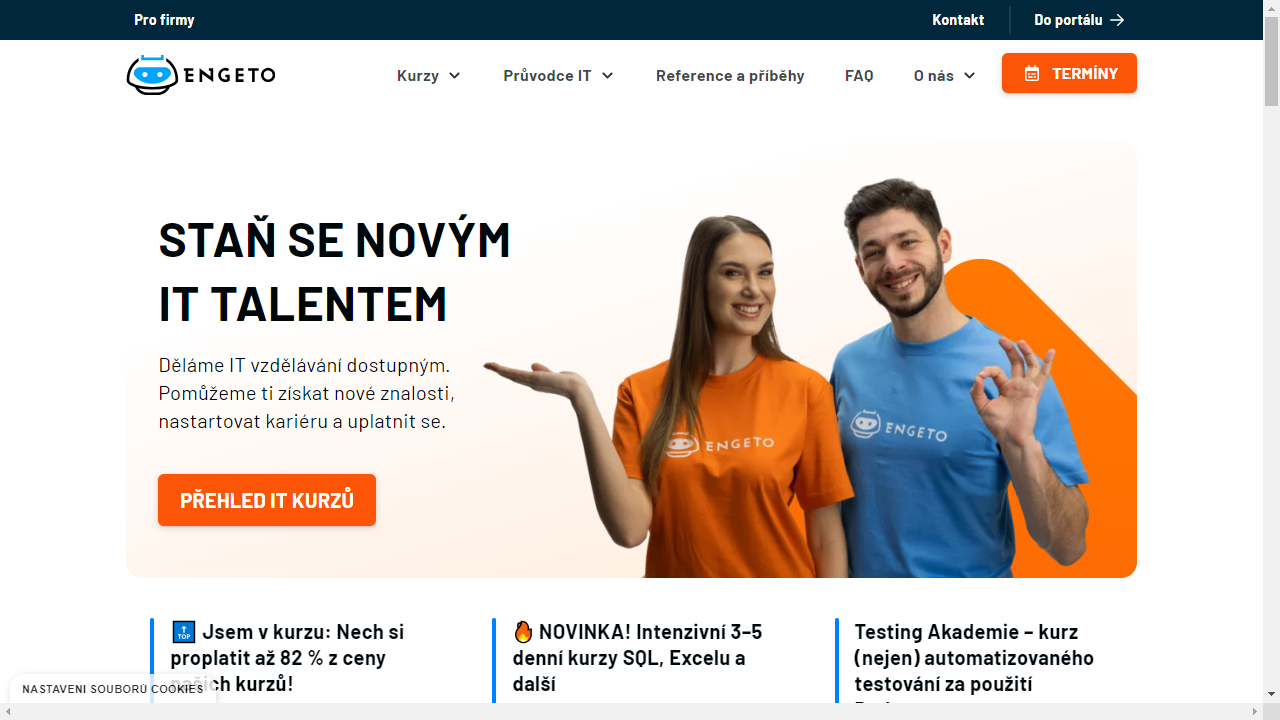 Pro firmy
Kontakt
Do portálu
ENGETO
Kurzy
Průvodce IT
Reference a příběhy
FAQ
O nás
TERMÍNY
STAŇ SE NOVÝM
IT TALENTEM
Děláme IT vzdělávání dostupným.
Pomůžeme ti získat nové znalosti,
nastartovat kariéru a uplatnit se.
PŘEHLED IT KURZŮ
ENGETO
ENGETO
TOP Jsem v kurzu: Nech si
proplatit až 82 % z ceny
našich kurzů!
NOVINKA! Intenzivní 3–5
denní kurzy SQL, Excelu a
další
Testing Akademie – kurz
(nejen) automatizovaného
testování za použití
NASTAVENÍ SOUBORŮ COOKIES